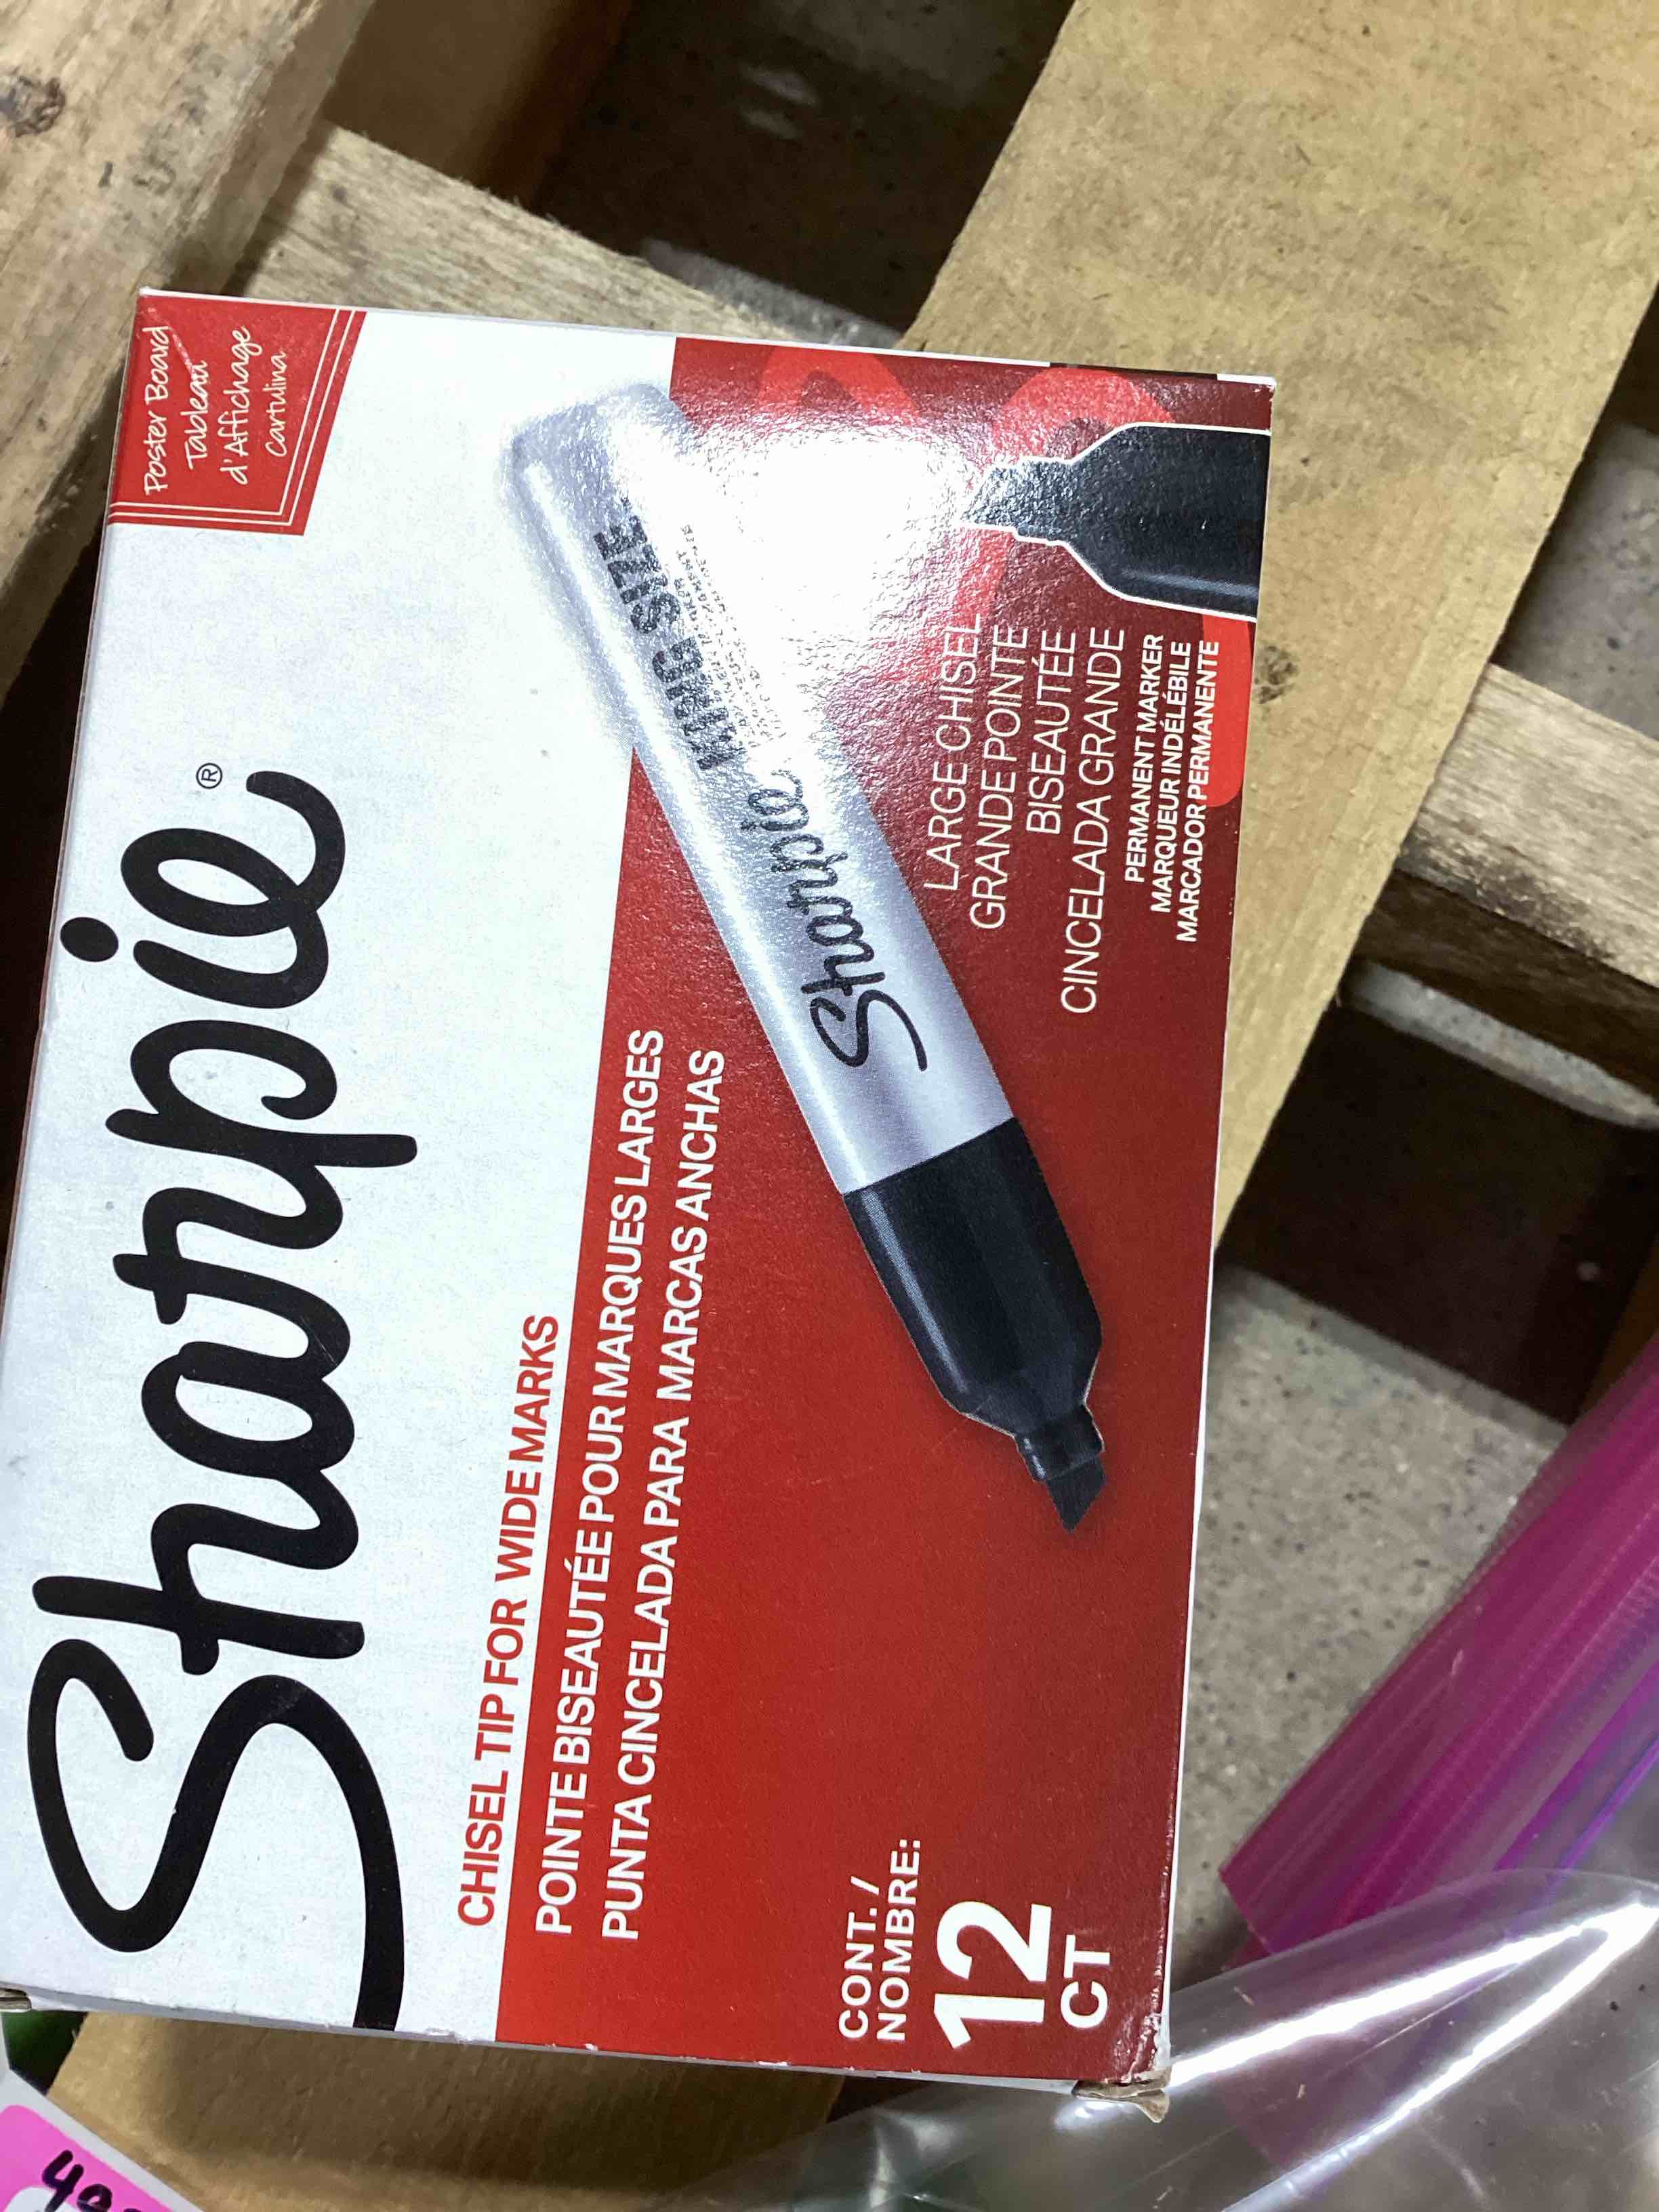 Sharpie®
Poster Board
Tableau
d'Affichage
Cartulina
CHISEL TIP FOR WIDE MARKS
POINTE BISEAUTÉE POUR MARQUES LARGES
PUNTA CINCELADA PARA MARCAS ANCHAS
Sharpie
KING SIZE
LARGE CHISEL
GRANDE POINTE
BISEAUTÉE
CINCELADA GRANDE
PERMANENT MARKER
MARQUEUR INDÉLÉBILE
MARCADOR PERMANENTE
CONT. /
NOMBRE:
12
CT